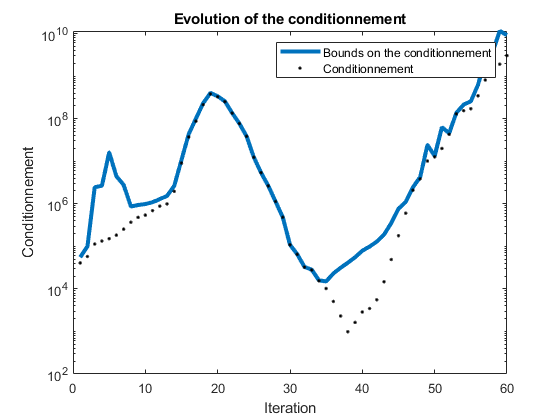 Evolution of the conditionnement
10^10
Bounds on the conditionnement
Conditionnement
10^8
10^6
10^4
10^2
Conditionnement
0 10 20 30 40 50 60
Iteration